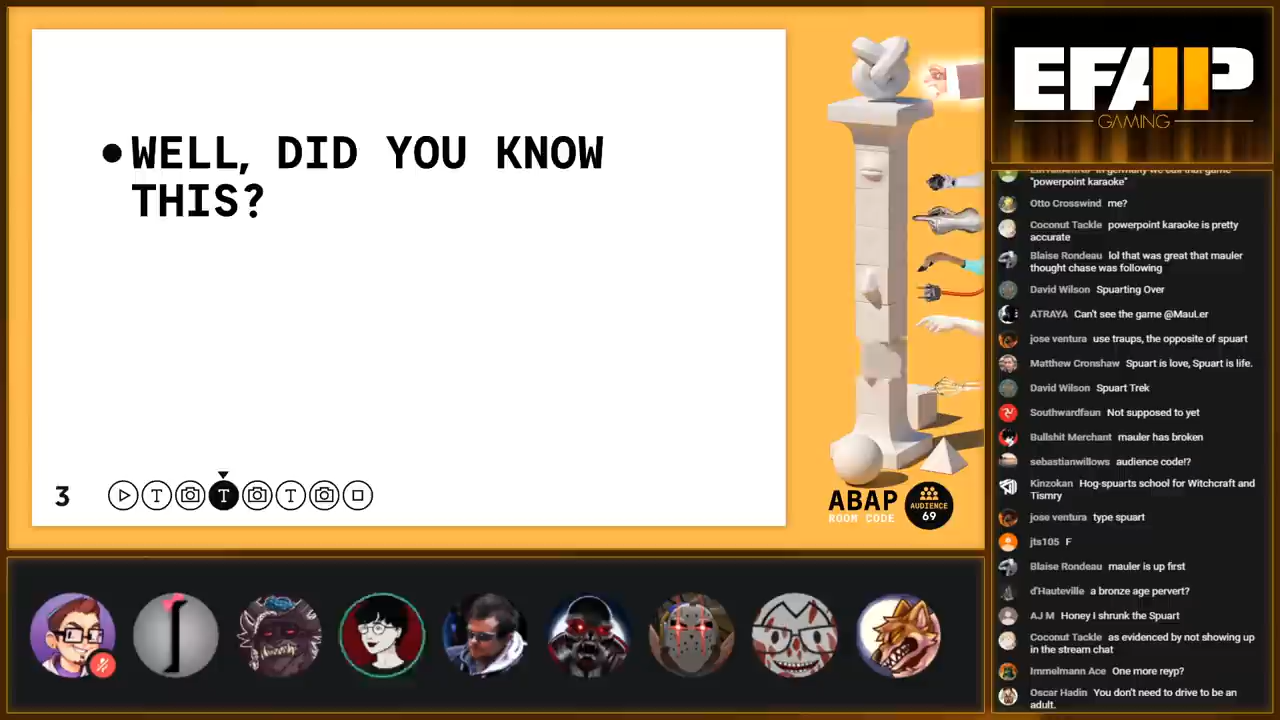 WELL, DID YOU KNOW
THIS?
3
T
T
T
ABAP
ROOM CODE
AUDIENCE
69
EFAP
GAMING
in germany we call that game
"powerpoint karaoke"
Otto Crosswind me?
Coconut Tackle powerpoint karaoke is pretty
accurate
Blaise Rondeau lol that was great that mauler
thought chase was following
David Wilson Spuarting Over
ATRAYA Can't see the game @MauLer
jose ventura use traups, the opposite of spuart
Matthew Cronshaw Spuart is love, Spuart is life.
David Wilson Spuart Trek
Southwardfaun Not supposed to yet
Bullshit Merchant mauler has broken
sebastianwillows audience code!?
Kinzokan Hog-spuarts school for Witchcraft and
Tismry
jose ventura type spuart
jts105 F
Blaise Rondeau mauler is up first
d'Hauteville a bronze age pervert?
A.J M Honey I shrunk the Spuart
Coconut Tackle as evidenced by not showing up
in the stream chat
Immelmann Ace One more reyp?
Oscar Hadin You don't need to drive to be an
adult.